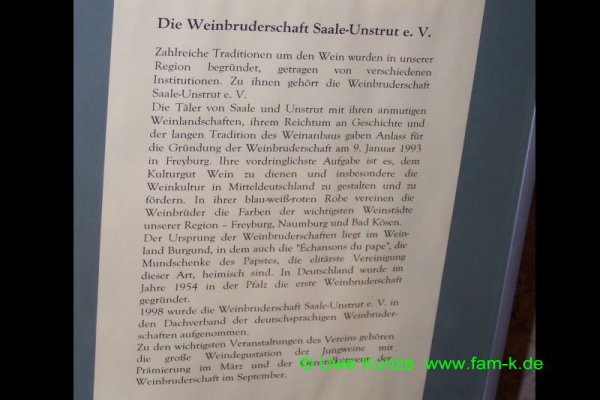 Die Weinbruderschaft Saale-Unstrut e. V.
Zahlreiche Traditionen um den Wein wurden in unserer
Region begründet, getragen von verschiedenen
Institutionen. Zu ihnen gehört die Weinbruderschaft
Saale-Unstrut e. V.
Die Täler von Saale und Unstrut mit ihren anmutigen
Weinlandschaften, ihrem Reichtum an Geschichte und
der langen Tradition des Weinanbaus gaben Anlass für
die Gründung der Weinbruderschaft am 9. Januar 1993
in Freyburg. Ihre vordringlichste Aufgabe ist es, dem
Kulturgut Wein zu dienen und insbesondere die
Weinkultur in Mitteldeutschland zu gestalten und zu
fördern. In ihrer blau-weiß-roten Robe vereinen die
Weinbrüder die Farben der wichtigsten Weinstädte
unserer Region – Freyburg, Naumburg und Bad Kösen.
Der Ursprung der Weinbruderschaften liegt im Wein-
land Burgund, in dem auch die "Échansons du pape", die
Mundschenke des Papstes, die elitärste Vereinigung
dieser Art, heimisch sind. In Deutschland wurde im
Jahre 1954 in der Pfalz die erste Weinbruderschaft
gegründet.
1998 wurde die Weinbruderschaft Saale-Unstrut e. V. in
den Dachverband der deutschsprachigen Weinbruder-
schaften aufgenommen.
Zu den wichtigsten Veranstaltungen des Vereins gehören
die große Weindegustation der Jungweine mit
Prämierung im März und der Generalkonvent der
Weinbruderschaft im September.
© Uwe Kunze www.fam-k.de